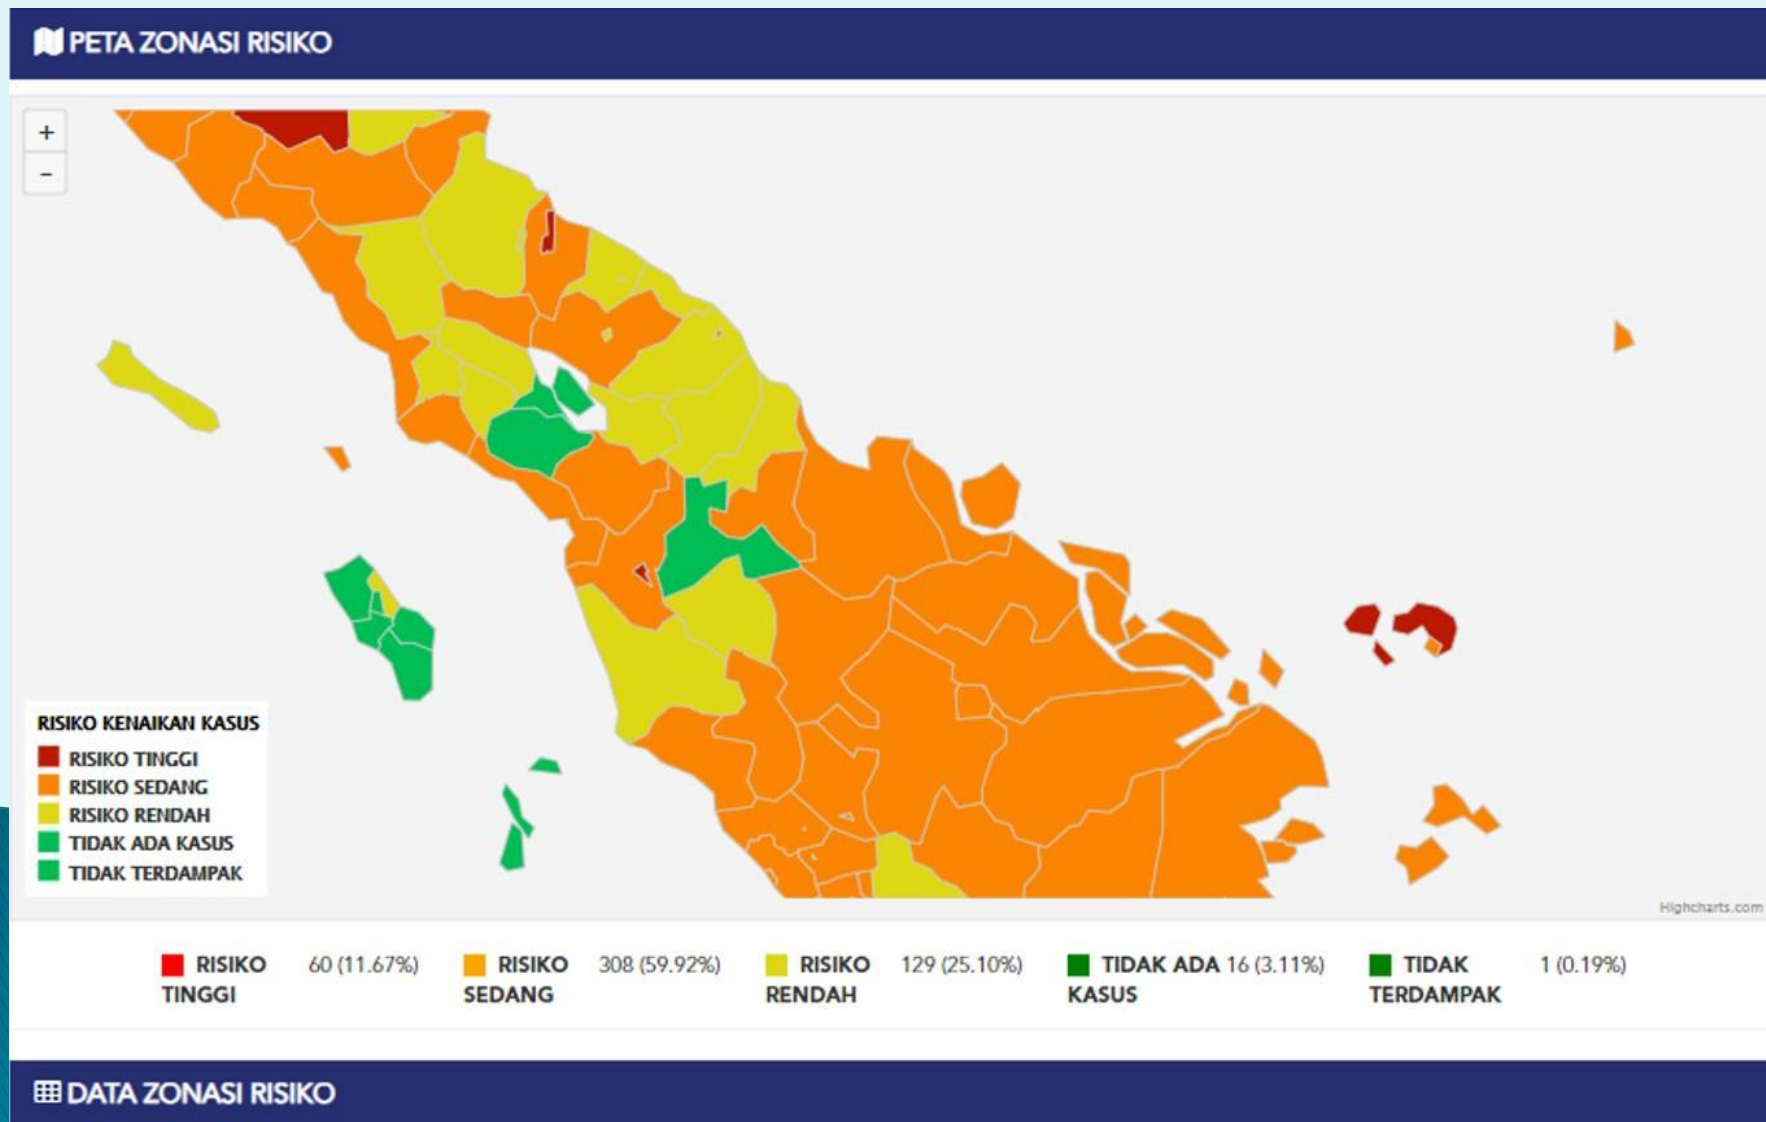 PETA ZONASI RISIKO
+
−
RISIKO KENAIKAN KASUS
RISIKO TINGGI
RISIKO SEDANG
RISIKO RENDAH
TIDAK ADA KASUS
TIDAK TERDAMPAK
Highcharts.com
RISIKO TINGGI 60 (11.67%)
RISIKO SEDANG 308 (59.92%)
RISIKO RENDAH 129 (25.10%)
TIDAK ADA KASUS 16 (3.11%)
TIDAK TERDAMPAK 1 (0.19%)
DATA ZONASI RISIKO